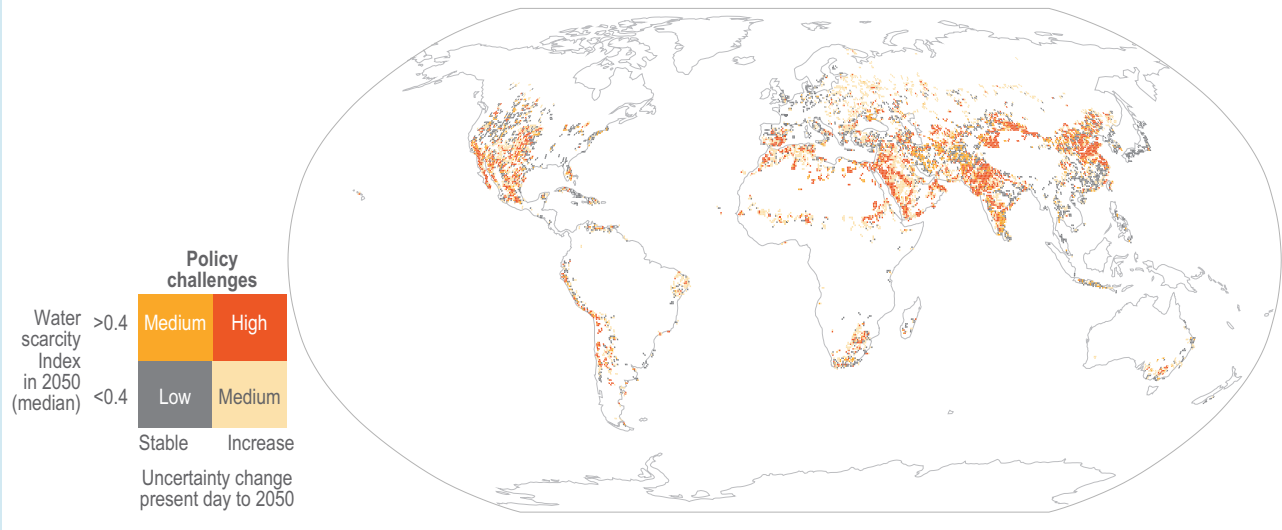 Policy
challenges
Water
scarcity
Index
in 2050
(median)
>0.4
<0.4
Medium
High
Low
Medium
Stable
Increase
Uncertainty change
present day to 2050